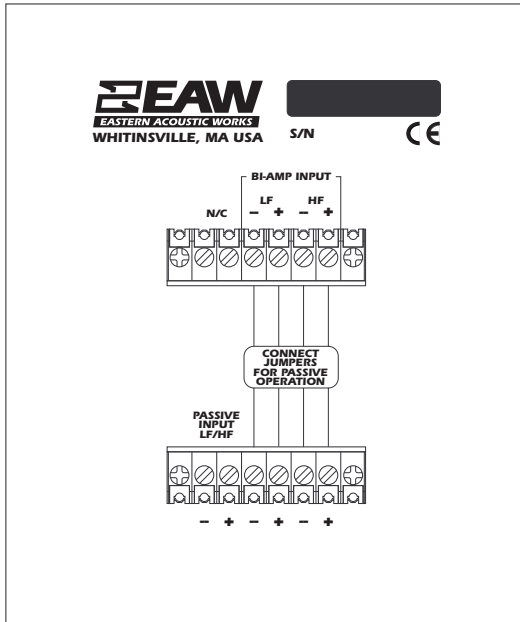 EAW
EASTERN ACOUSTIC WORKS
WHITINSVILLE, MA USA
S/N
CE
BI-AMP INPUT
LF HF
N/C - + - +
CONNECT
JUMPERS
FOR PASSIVE
OPERATION
PASSIVE
INPUT
LF/HF
- + - + - +